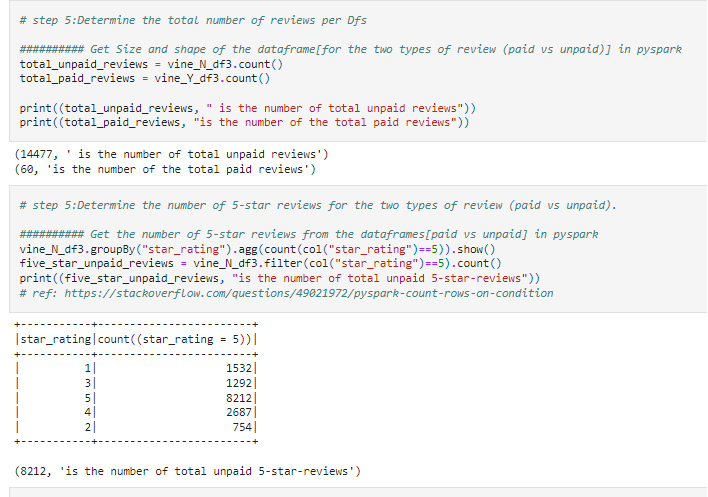 # step 5:Determine the total number of reviews per Dfs
########## Get Size and shape of the dataframe[for the two types of review (paid vs unpaid)] in pyspark
total_unpaid_reviews = vine_N_df3.count()
total_paid_reviews = vine_Y_df3.count()
print((total_unpaid_reviews, " is the number of total unpaid reviews"))
print((total_paid_reviews, "is the number of the total paid reviews"))
(14477, ' is the number of total unpaid reviews')
(60, 'is the number of the total paid reviews')
# step 5:Determine the number of 5-star reviews for the two types of review (paid vs unpaid).
########## Get the number of 5-star reviews from the dataframes[paid vs unpaid] in pyspark
vine_N_df3.groupBy("star_rating").agg(count(col("star_rating")==5)).show()
five_star_unpaid_reviews = vine_N_df3.filter(col("star_rating")==5).count()
print((five_star_unpaid_reviews, "is the number of total unpaid 5-star-reviews"))
# ref: https://stackoverflow.com/questions/49021972/pyspark-count-rows-on-condition
+-----------+------------------------+
|star_rating|count((star_rating = 5))|
+-----------+------------------------+
|          1|                    1532|
|          3|                    1292|
|          5|                    8212|
|          4|                    2687|
|          2|                     754|
+-----------+------------------------+
(8212, 'is the number of total unpaid 5-star-reviews')